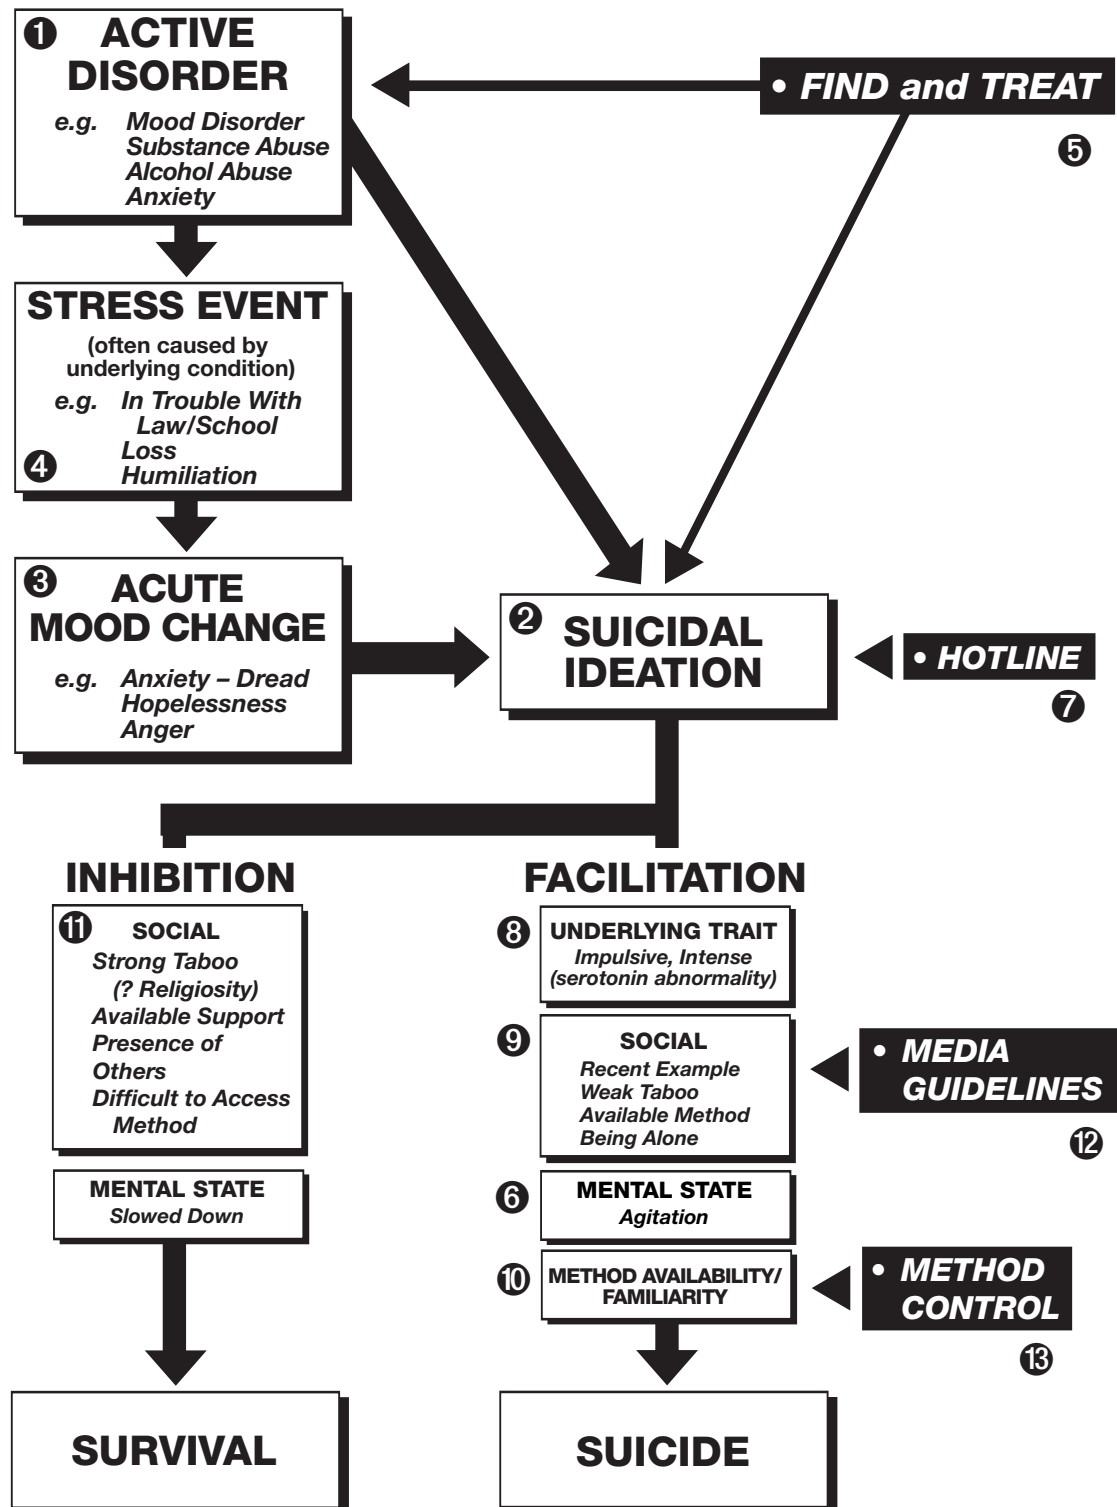 ❶ ACTIVE
DISORDER
e.g. Mood Disorder
Substance Abuse
Alcohol Abuse
Anxiety
• FIND and TREAT
❺
STRESS EVENT
(often caused by
underlying condition)
e.g. In Trouble With
Law/School
Loss
❹ Humiliation
❸ ACUTE
MOOD CHANGE
e.g. Anxiety – Dread
Hopelessness
Anger
❷ SUICIDAL
IDEATION
• HOTLINE
❼
INHIBITION
⓫ SOCIAL
Strong Taboo
(? Religiosity)
Available Support
Presence of
Others
Difficult to Access
Method
MENTAL STATE
Slowed Down
SURVIVAL
FACILITATION
❽ UNDERLYING TRAIT
Impulsive, Intense
(serotonin abnormality)
❾ SOCIAL
Recent Example
Weak Taboo
Available Method
Being Alone
• MEDIA
GUIDELINES
⓬
❻ MENTAL STATE
Agitation
❿ METHOD AVAILABILITY/
FAMILIARITY
• METHOD
CONTROL
⓭
SUICIDE